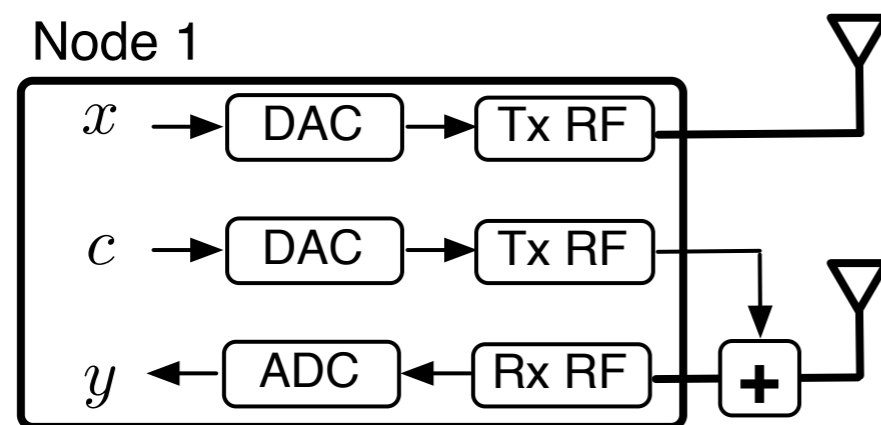 Node 1
x DAC Tx RF
c DAC Tx RF
y ADC Rx RF +